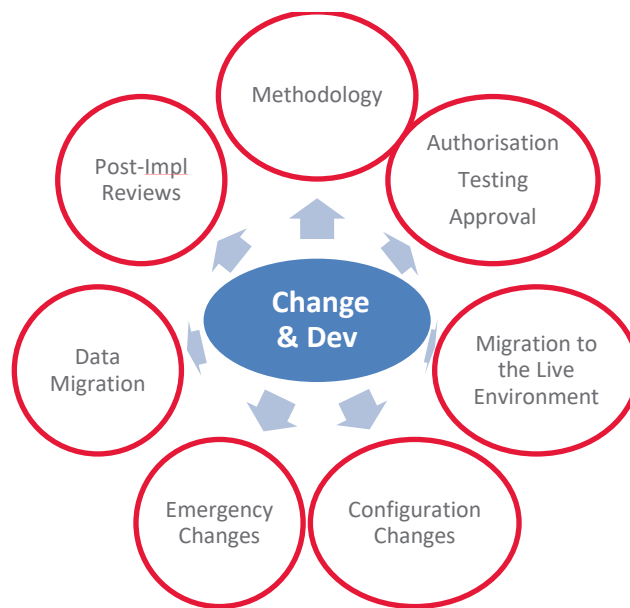 Methodology
Authorisation
Testing
Approval
Post-Impl
Reviews
Change
& Dev
Migration to
the Live
Environment
Data
Migration
Configuration
Changes
Emergency
Changes